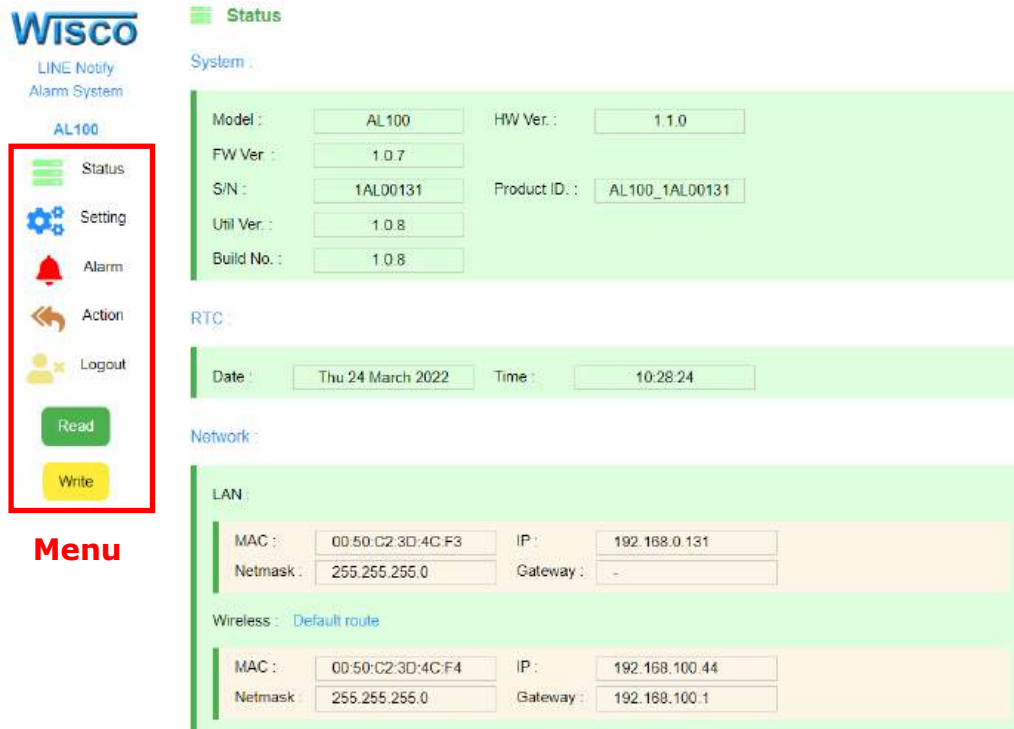 WISCO
LINE Notify
Alarm System
AL100
Status
Setting
Alarm
Action
Logout
Read
Write
Menu
Status
System :
Model : AL100 HW Ver. : 1.1.0
FW Ver. : 1.0.7
S/N : 1AL00131 Product ID. : AL100_1AL00131
Util Ver. : 1.0.8
Build No. : 1.0.8
RTC :
Date : Thu 24 March 2022 Time : 10:28:24
Network :
LAN :
MAC : 00:50:C2:3D:4C:F3 IP : 192.168.0.131
Netmask : 255.255.255.0 Gateway : -
Wireless : Default route
MAC : 00:50:C2:3D:4C:F4 IP : 192.168.100.44
Netmask : 255.255.255.0 Gateway : 192.168.100.1